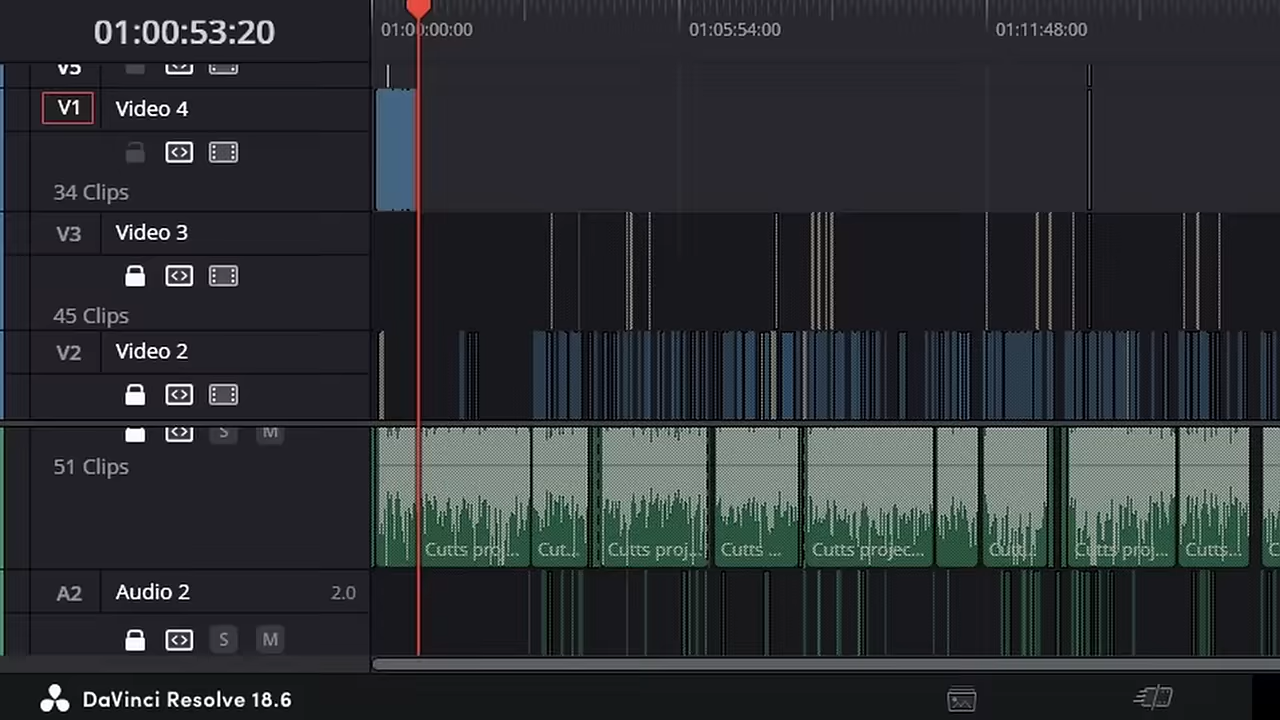 01:00:53:20
01:00:00:00 01:05:54:00 01:11:48:00
V5
V1 Video 4
34 Clips
V3 Video 3
45 Clips
V2 Video 2
S M
51 Clips
Cutts proj... Cut... Cutts proj... Cutts ... Cutts projec... Cutt... Cutts proj... Cutts...
A2 Audio 2 2.0
S M
DaVinci Resolve 18.6